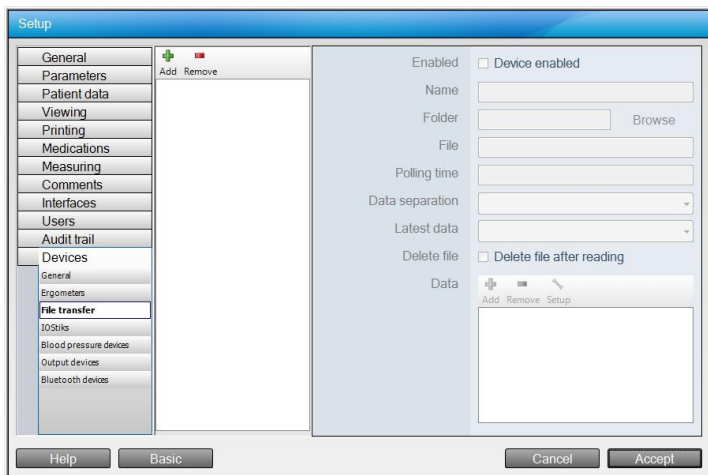 Setup
General
Parameters
Patient data
Viewing
Printing
Medications
Measuring
Comments
Interfaces
Users
Audit trail
Devices
General
Ergometers
File transfer
IOStiks
Blood pressure devices
Output devices
Bluetooth devices
Add Remove
Enabled Device enabled
Name
Folder Browse
File
Polling time
Data separation
Latest data
Delete file Delete file after reading
Data
Add Remove Setup
Help Basic Cancel Accept